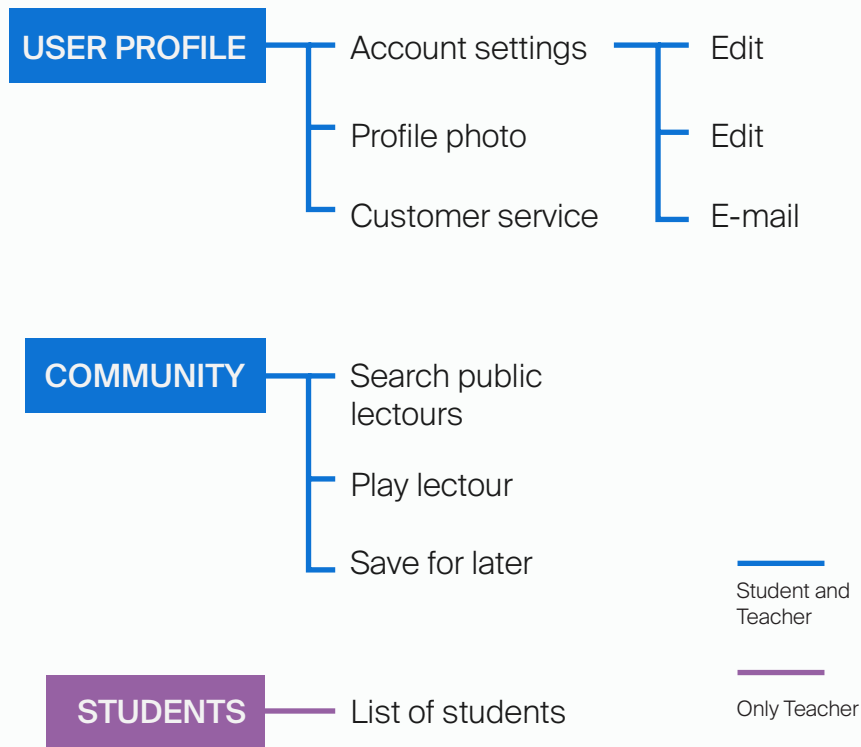 USER PROFILE
Account settings
Edit
Profile photo
Edit
Customer service
E-mail
COMMUNITY
Search public
lectours
Play lectour
Save for later
Student and
Teacher
STUDENTS
List of students
Only Teacher